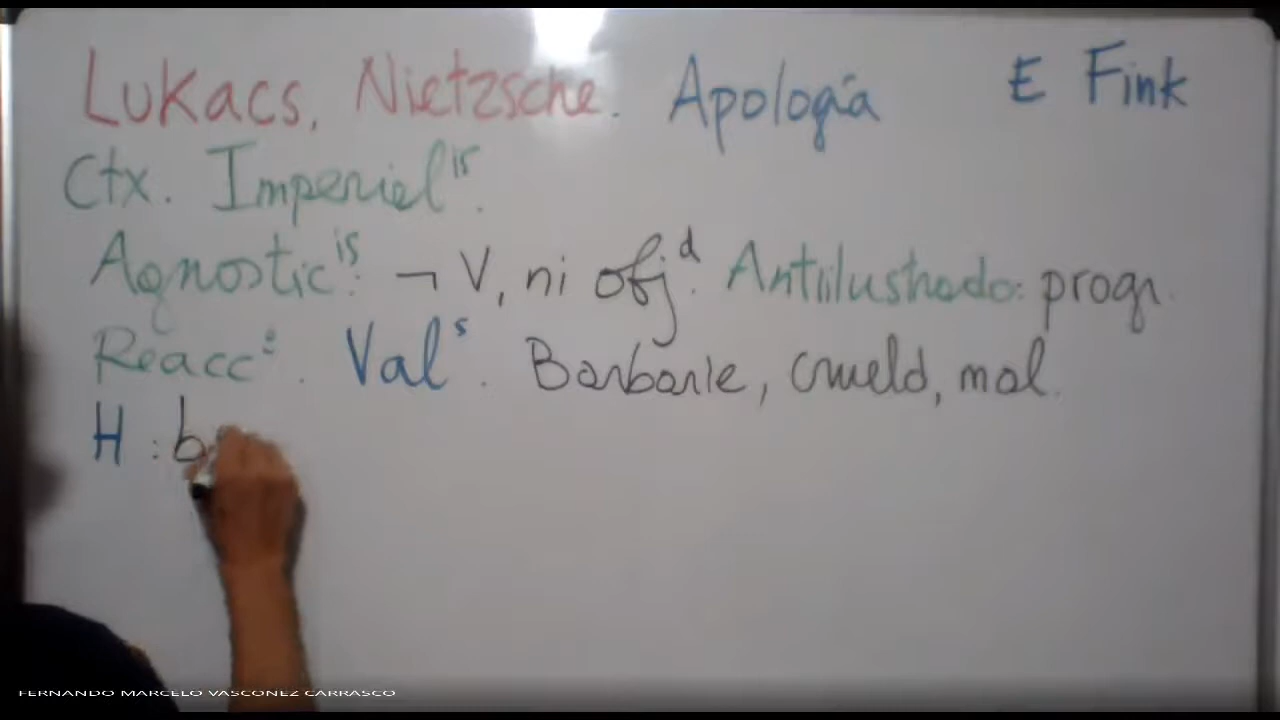 Lukacs, Nietzsche. Apología E Fink
Ctx. Imperialis.
Agnosticis: ¬ V, ni objd. Antiilustrado: progr.
Reacc: . Vals. Barbarie, crueld, mal.
H : b
FERNANDO MARCELO VASCONEZ CARRASCO